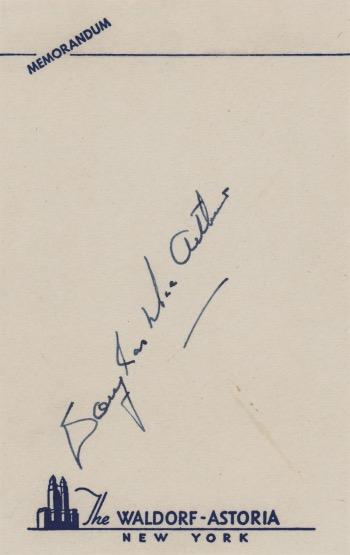 MEMORANDUM
Douglas MacArthur
The WALDORF-ASTORIA
NEW YORK